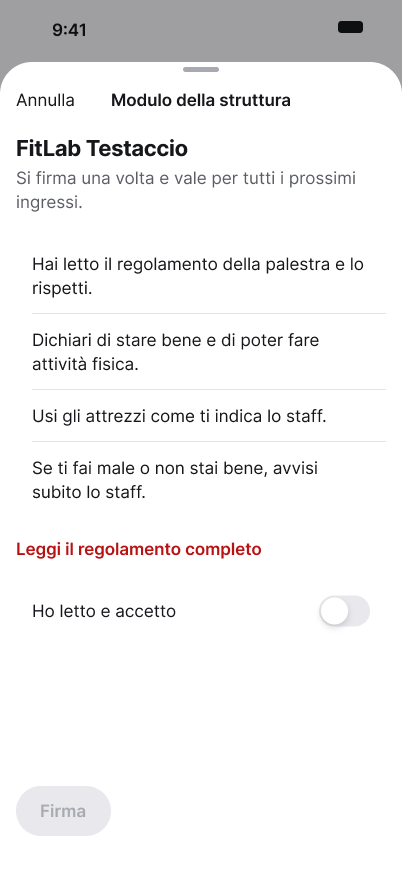 9:41
Annulla
Modulo della struttura
FitLab Testaccio
Si firma una volta e vale per tutti i prossimi
ingressi.
Hai letto il regolamento della palestra e lo
rispetti.
Dichiari di stare bene e di poter fare
attività fisica.
Usi gli attrezzi come ti indica lo staff.
Se ti fai male o non stai bene, avvisi
subito lo staff.
Leggi il regolamento completo
Ho letto e accetto
Firma